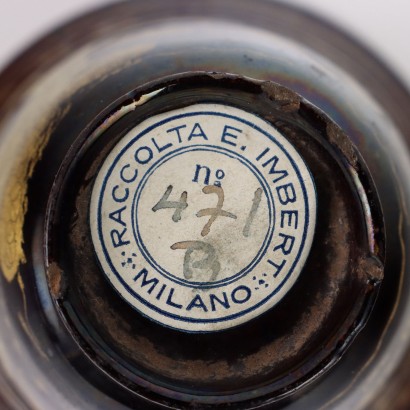 RACCOLTA E. IMBERT
nº
471
B
MILANO